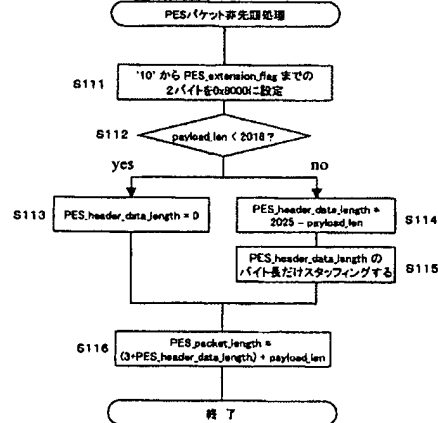 PESパケット非先頭処理
S111
'10' から PES_extension_flag までの
2バイトを0x8000に設定
S112
payload_len < 2018 ?
yes
no
S113
PES_header_data_length = 0
PES_header_data_length =
2025 - payload_len
S114
PES_header_data_length の
バイト長だけスタッフィングする
S115
S116
PES_packet_length =
(3+PES_header_data_length) + payload_len
終 了